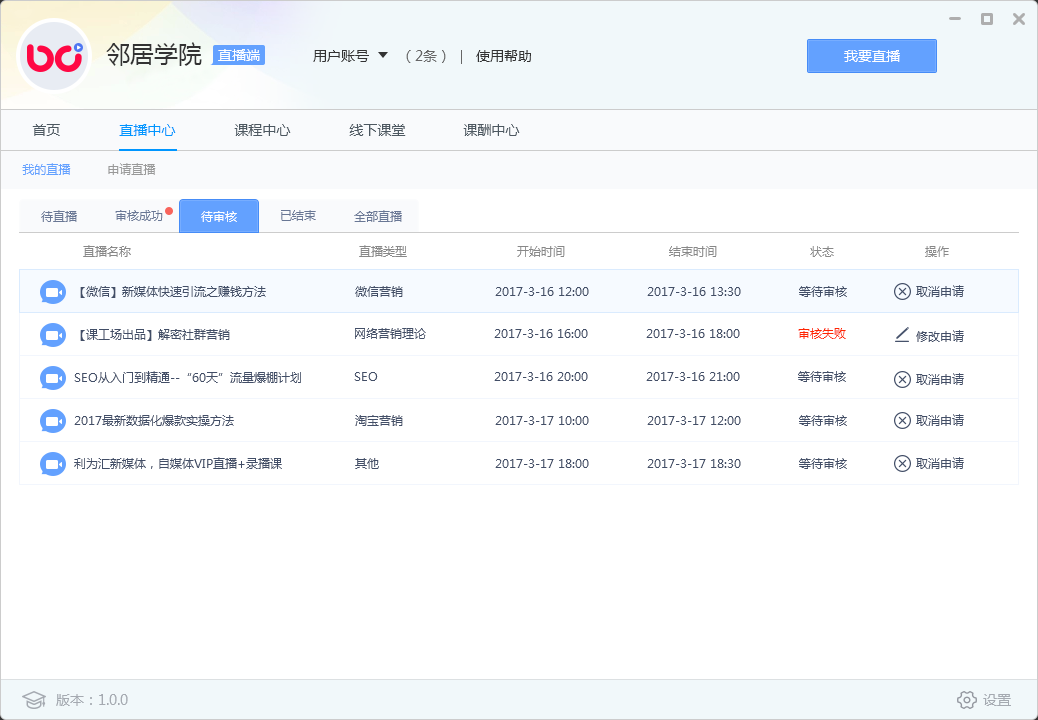 邻居学院 直播端 用户账号 （2条） | 使用帮助 我要直播
首页 直播中心 课程中心 线下课堂 课酬中心
我的直播 申请直播
待直播 审核成功 待审核 已结束 全部直播
直播名称 直播类型 开始时间 结束时间 状态 操作
【微信】新媒体快速引流之赚钱方法 微信营销 2017-3-16 12:00 2017-3-16 13:30 等待审核 取消申请
【课工场出品】解密社群营销 网络营销理论 2017-3-16 16:00 2017-3-16 18:00 审核失败 修改申请
SEO从入门到精通--“60天”流量爆棚计划 SEO 2017-3-16 20:00 2017-3-16 21:00 等待审核 取消申请
2017最新数据化爆款实操方法 淘宝营销 2017-3-17 10:00 2017-3-17 12:00 等待审核 取消申请
利为汇新媒体，自媒体VIP直播+录播课 其他 2017-3-17 18:00 2017-3-17 18:30 等待审核 取消申请
版本：1.0.0 设置